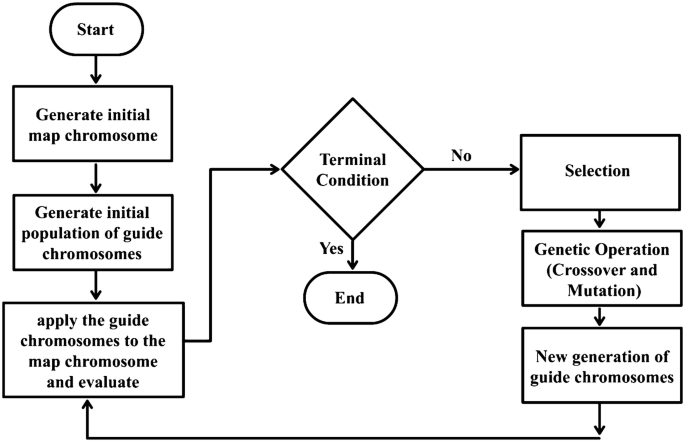 Start
Generate initial
map chromosome
Generate initial
population of guide
chromosomes
apply the guide
chromosomes to the
map chromosome
and evaluate
Terminal
Condition
No
Yes
End
Selection
Genetic Operation
(Crossover and
Mutation)
New generation of
guide chromosomes